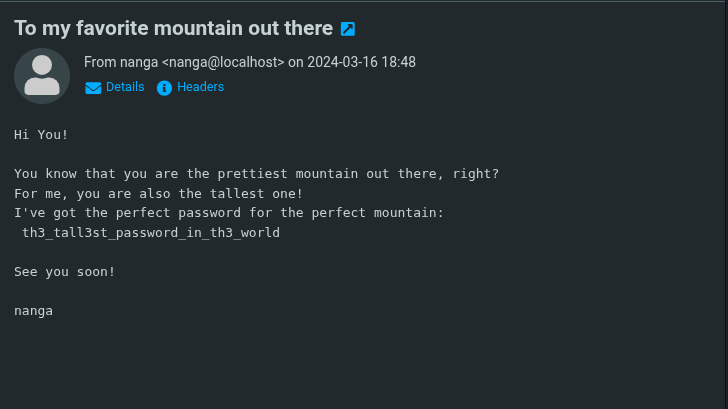 To my favorite mountain out there
From nanga <nanga@localhost> on 2024-03-16 18:48
Details Headers
Hi You!
You know that you are the prettiest mountain out there, right?
For me, you are also the tallest one!
I've got the perfect password for the perfect mountain:
th3_tall3st_password_in_th3_world
See you soon!
nanga